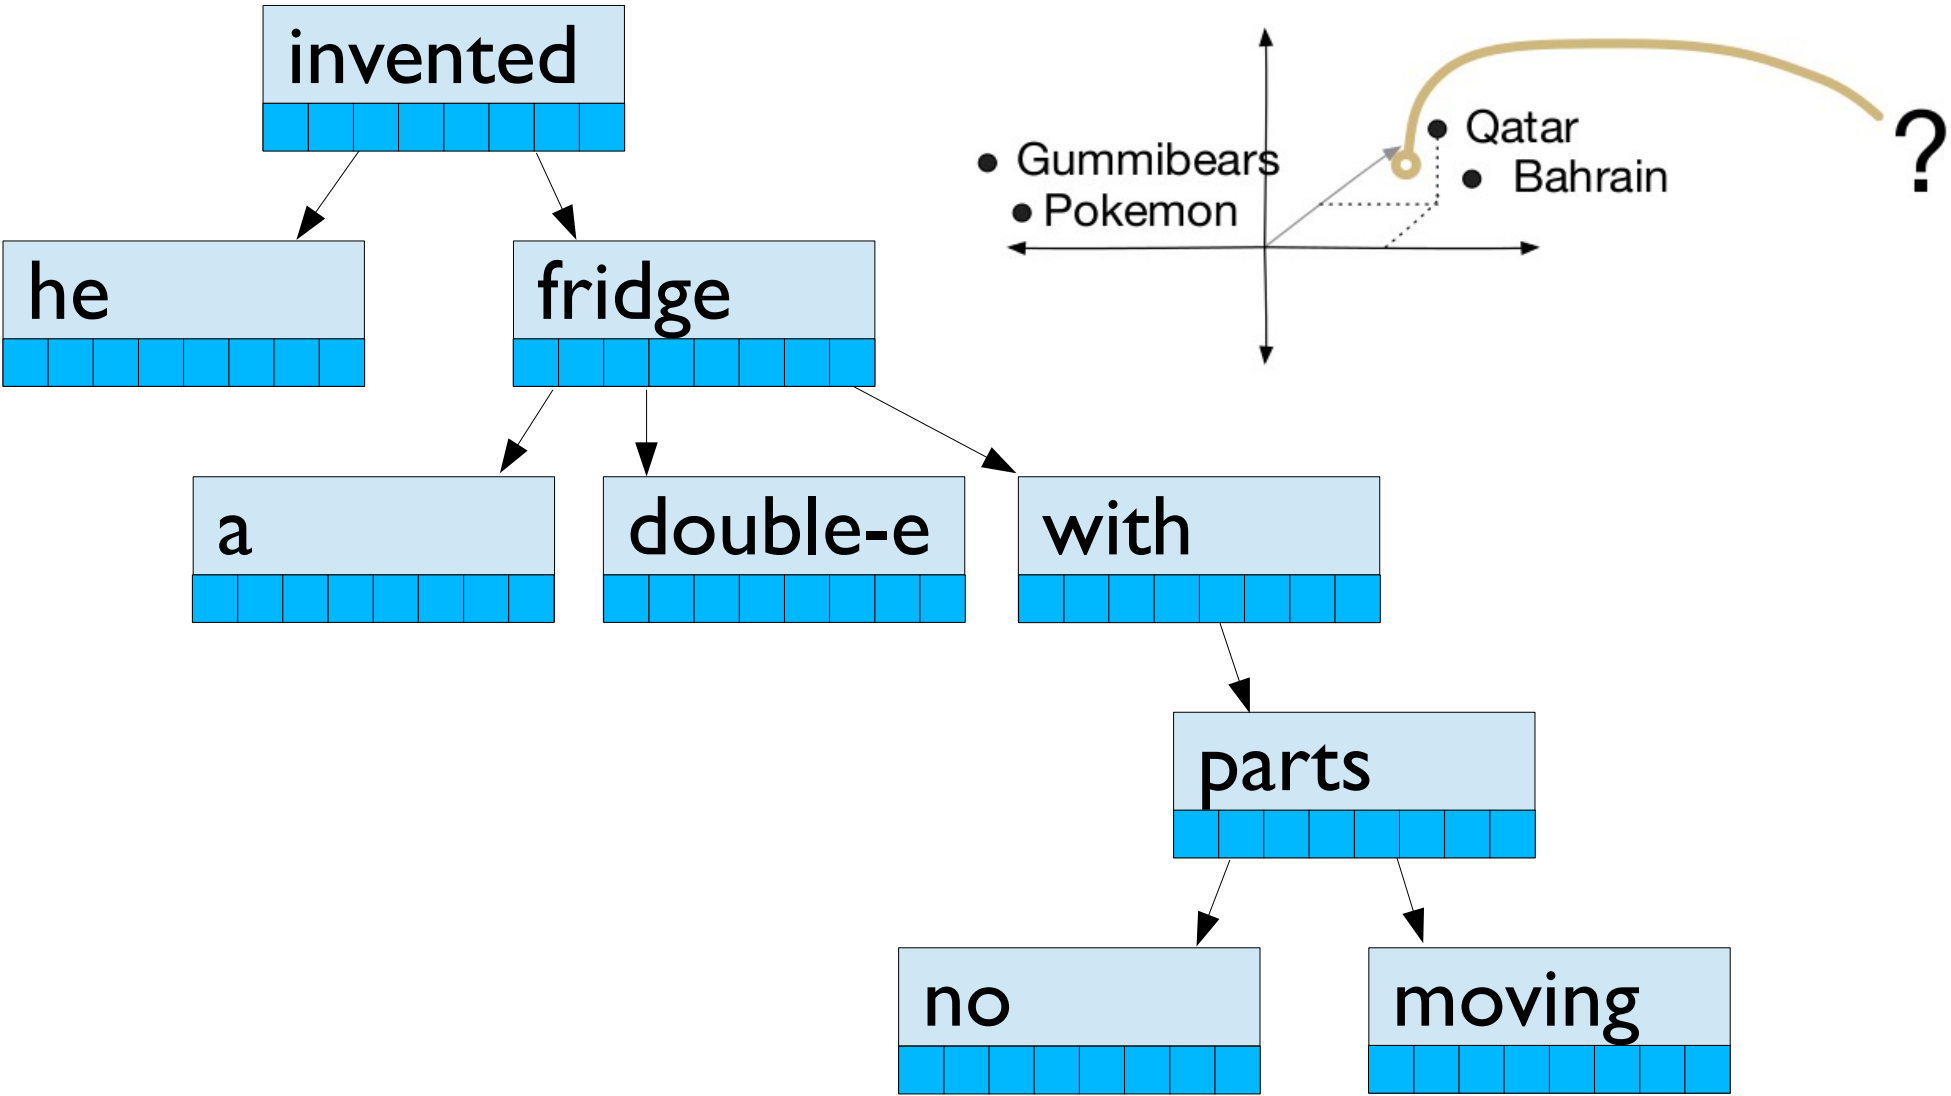 invented
he
fridge
a
double-e
with
parts
no
moving
Gummibears
Pokemon
Qatar
Bahrain
?